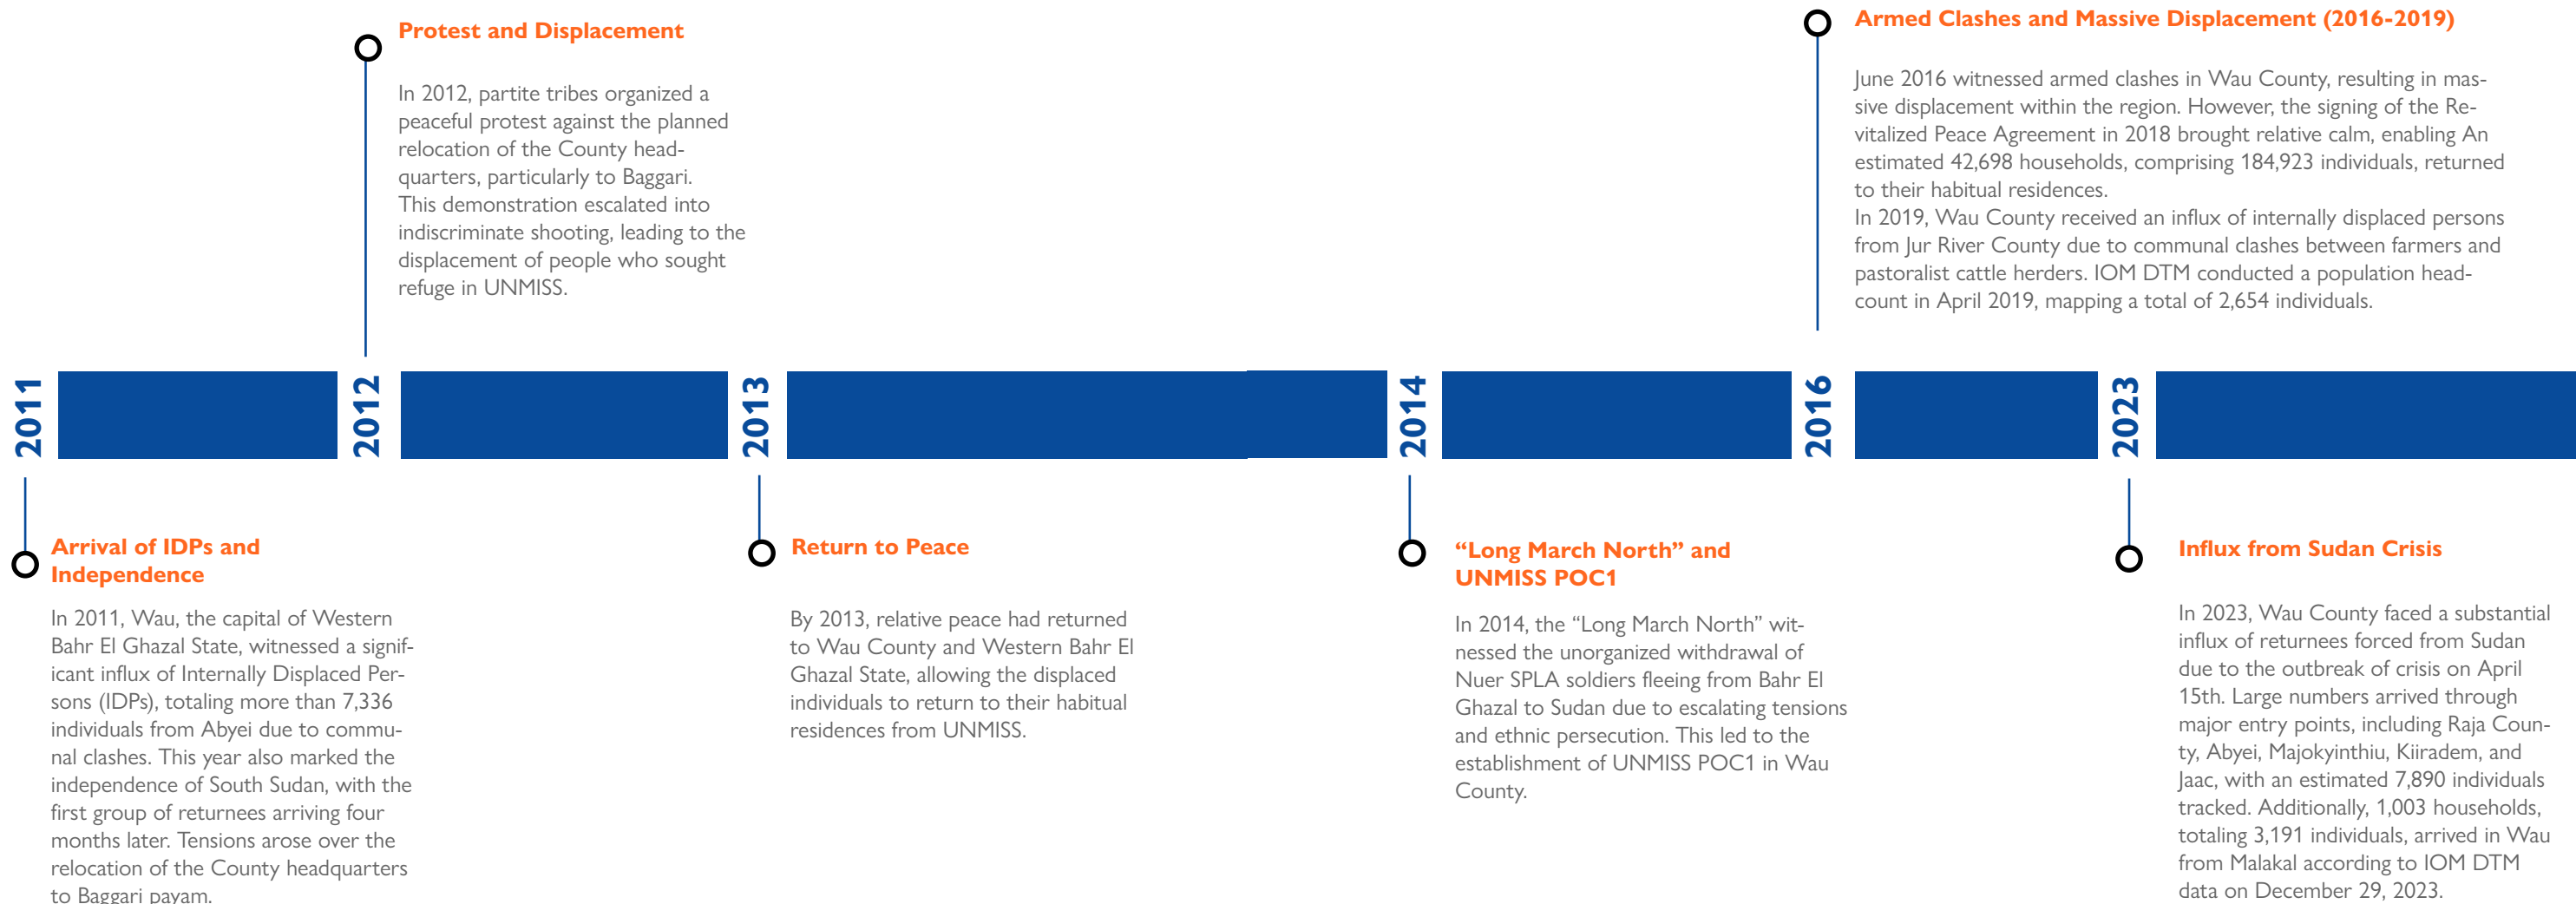 Protest and Displacement
In 2012, partite tribes organized a
peaceful protest against the planned
relocation of the County head-
quarters, particularly to Baggari.
This demonstration escalated into
indiscriminate shooting, leading to the
displacement of people who sought
refuge in UNMISS.
Armed Clashes and Massive Displacement (2016-2019)
June 2016 witnessed armed clashes in Wau County, resulting in mas-
sive displacement within the region. However, the signing of the Re-
vitalized Peace Agreement in 2018 brought relative calm, enabling An
estimated 42,698 households, comprising 184,923 individuals, returned
to their habitual residences.
In 2019, Wau County received an influx of internally displaced persons
from Jur River County due to communal clashes between farmers and
pastoralist cattle herders. IOM DTM conducted a population head-
count in April 2019, mapping a total of 2,654 individuals.
2011
2012
2013
2014
2016
2023
Arrival of IDPs and
Independence
In 2011, Wau, the capital of Western
Bahr El Ghazal State, witnessed a signif-
icant influx of Internally Displaced Per-
sons (IDPs), totaling more than 7,336
individuals from Abyei due to commu-
nal clashes. This year also marked the
independence of South Sudan, with the
first group of returnees arriving four
months later. Tensions arose over the
relocation of the County headquarters
to Baggari payam.
Return to Peace
By 2013, relative peace had returned
to Wau County and Western Bahr El
Ghazal State, allowing the displaced
individuals to return to their habitual
residences from UNMISS.
“Long March North” and
UNMISS POC1
In 2014, the “Long March North” wit-
nessed the unorganized withdrawal of
Nuer SPLA soldiers fleeing from Bahr El
Ghazal to Sudan due to escalating tensions
and ethnic persecution. This led to the
establishment of UNMISS POC1 in Wau
County.
Influx from Sudan Crisis
In 2023, Wau County faced a substantial
influx of returnees forced from Sudan
due to the outbreak of crisis on April
15th. Large numbers arrived through
major entry points, including Raja Coun-
ty, Abyei, Majokyinthiu, Kiiradem, and
Jaac, with an estimated 7,890 individuals
tracked. Additionally, 1,003 households,
totaling 3,191 individuals, arrived in Wau
from Malakal according to IOM DTM
data on December 29, 2023.